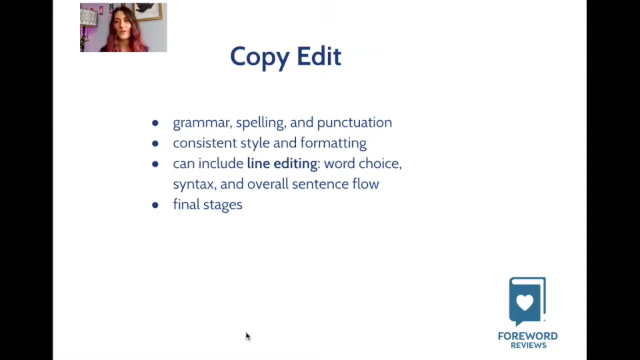 Copy Edit
● grammar, spelling, and punctuation
● consistent style and formatting
● can include line editing: word choice,
syntax, and overall sentence flow
● final stages
FOREWORD
REVIEWS